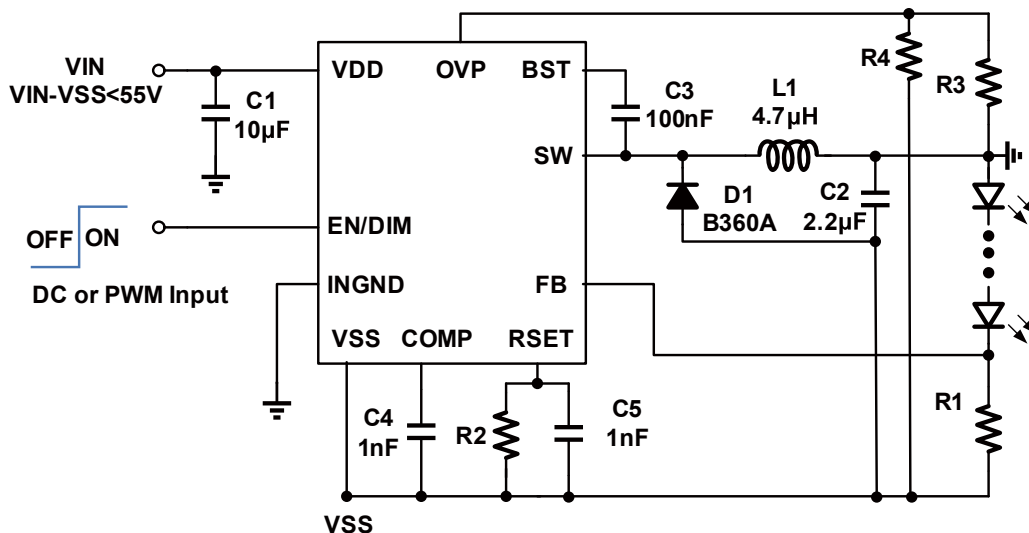 VIN
VIN-VSS<55V
C1
10µF
OFF
ON
DC or PWM Input
VDD
OVP
BST
SW
EN/DIM
INGND
FB
VSS
COMP
RSET
C3
100nF
L1
4.7µH
R4
R3
D1
B360A
C2
2.2µF
R1
C4
1nF
R2
C5
1nF
VSS